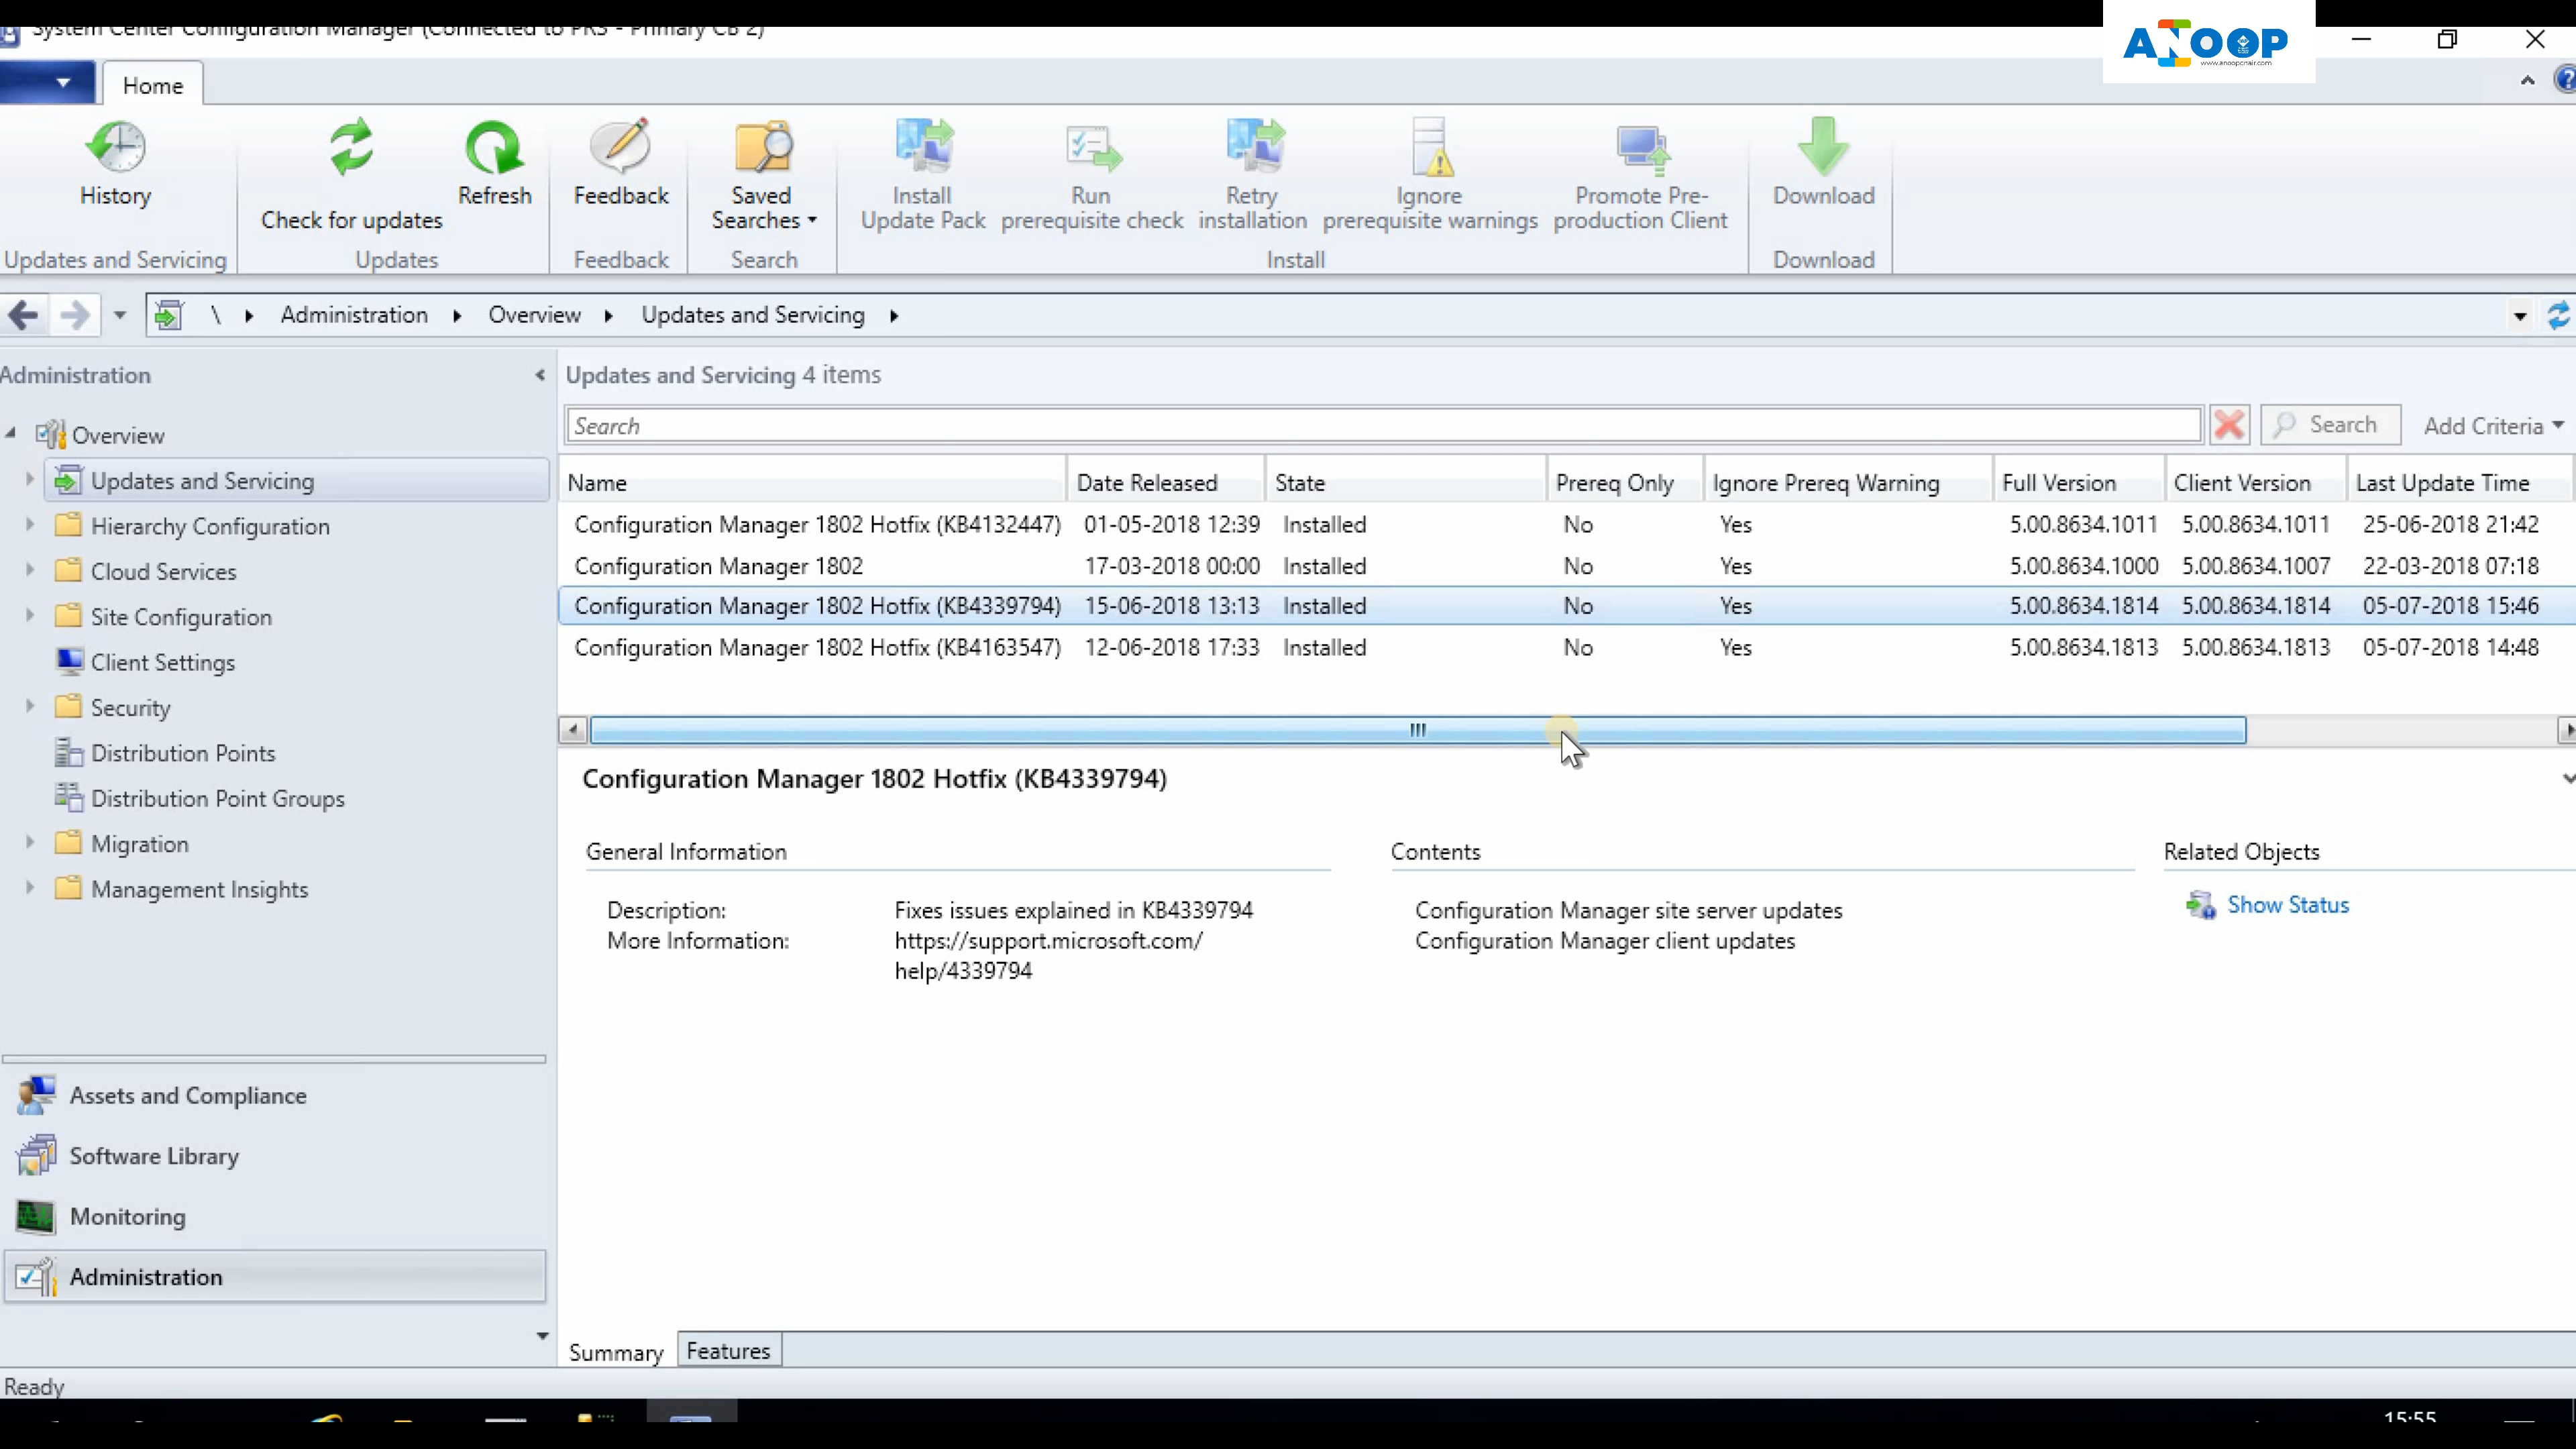 System Center Configuration Manager (Connected to PRS - Primary CB 2)
ANOOP
www.anoopcnair.com
Home
History
Check for updates
Refresh
Feedback
Saved Searches
Install Update Pack
Run prerequisite check
Retry installation
Ignore prerequisite warnings
Promote Pre-production Client
Download
Updates and Servicing
Updates
Feedback
Search
Install
Download
\ Administration Overview Updates and Servicing
Administration
Overview
Updates and Servicing
Hierarchy Configuration
Cloud Services
Site Configuration
Client Settings
Security
Distribution Points
Distribution Point Groups
Migration
Management Insights
Assets and Compliance
Software Library
Monitoring
Administration
Updates and Servicing 4 items
Search
Search
Add Criteria
Name Date Released State Prereq Only Ignore Prereq Warning Full Version Client Version Last Update Time
Configuration Manager 1802 Hotfix (KB4132447) 01-05-2018 12:39 Installed No Yes 5.00.8634.1011 5.00.8634.1011 25-06-2018 21:42
Configuration Manager 1802 17-03-2018 00:00 Installed No Yes 5.00.8634.1000 5.00.8634.1007 22-03-2018 07:18
Configuration Manager 1802 Hotfix (KB4339794) 15-06-2018 13:13 Installed No Yes 5.00.8634.1814 5.00.8634.1814 05-07-2018 15:46
Configuration Manager 1802 Hotfix (KB4163547) 12-06-2018 17:33 Installed No Yes 5.00.8634.1813 5.00.8634.1813 05-07-2018 14:48
Configuration Manager 1802 Hotfix (KB4339794)
General Information
Description: Fixes issues explained in KB4339794
More Information: https://support.microsoft.com/
help/4339794
Contents
Configuration Manager site server updates
Configuration Manager client updates
Related Objects
Show Status
Summary
Features
Ready
15:55